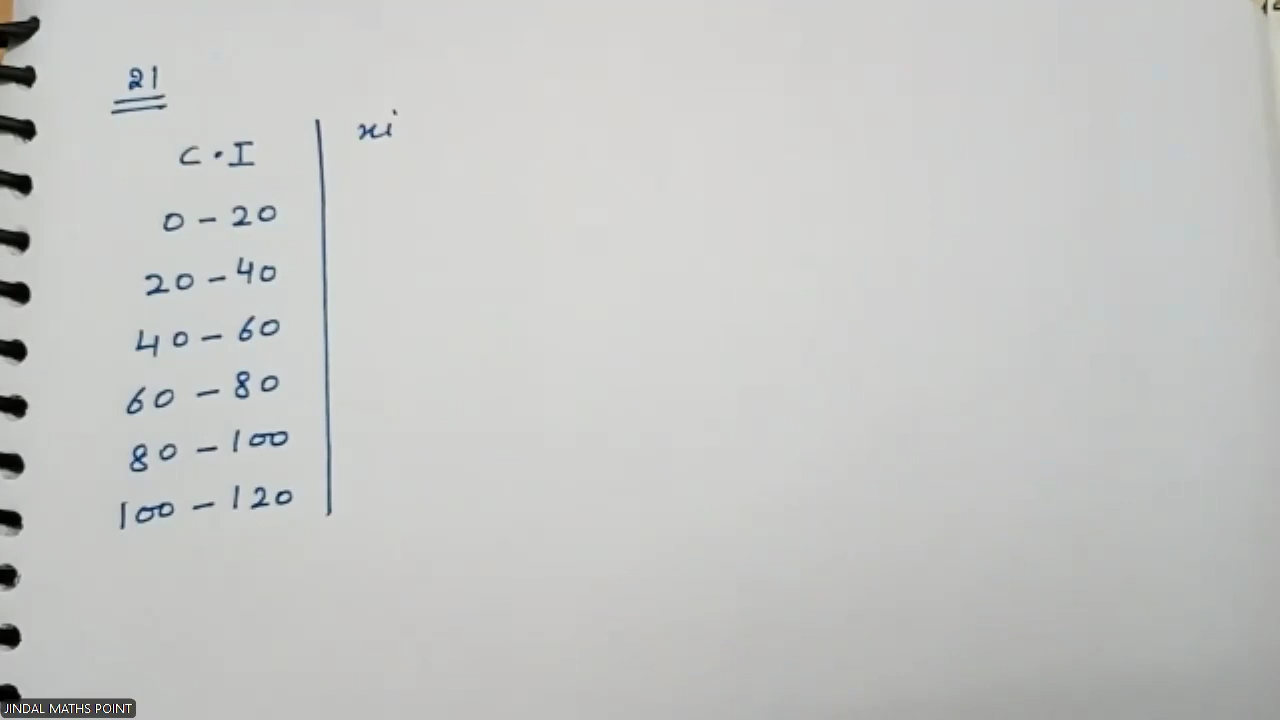 21
C.I
xi
0 - 20
20 - 40
40 - 60
60 - 80
80 - 100
100 - 120
JINDAL MATHS POINT